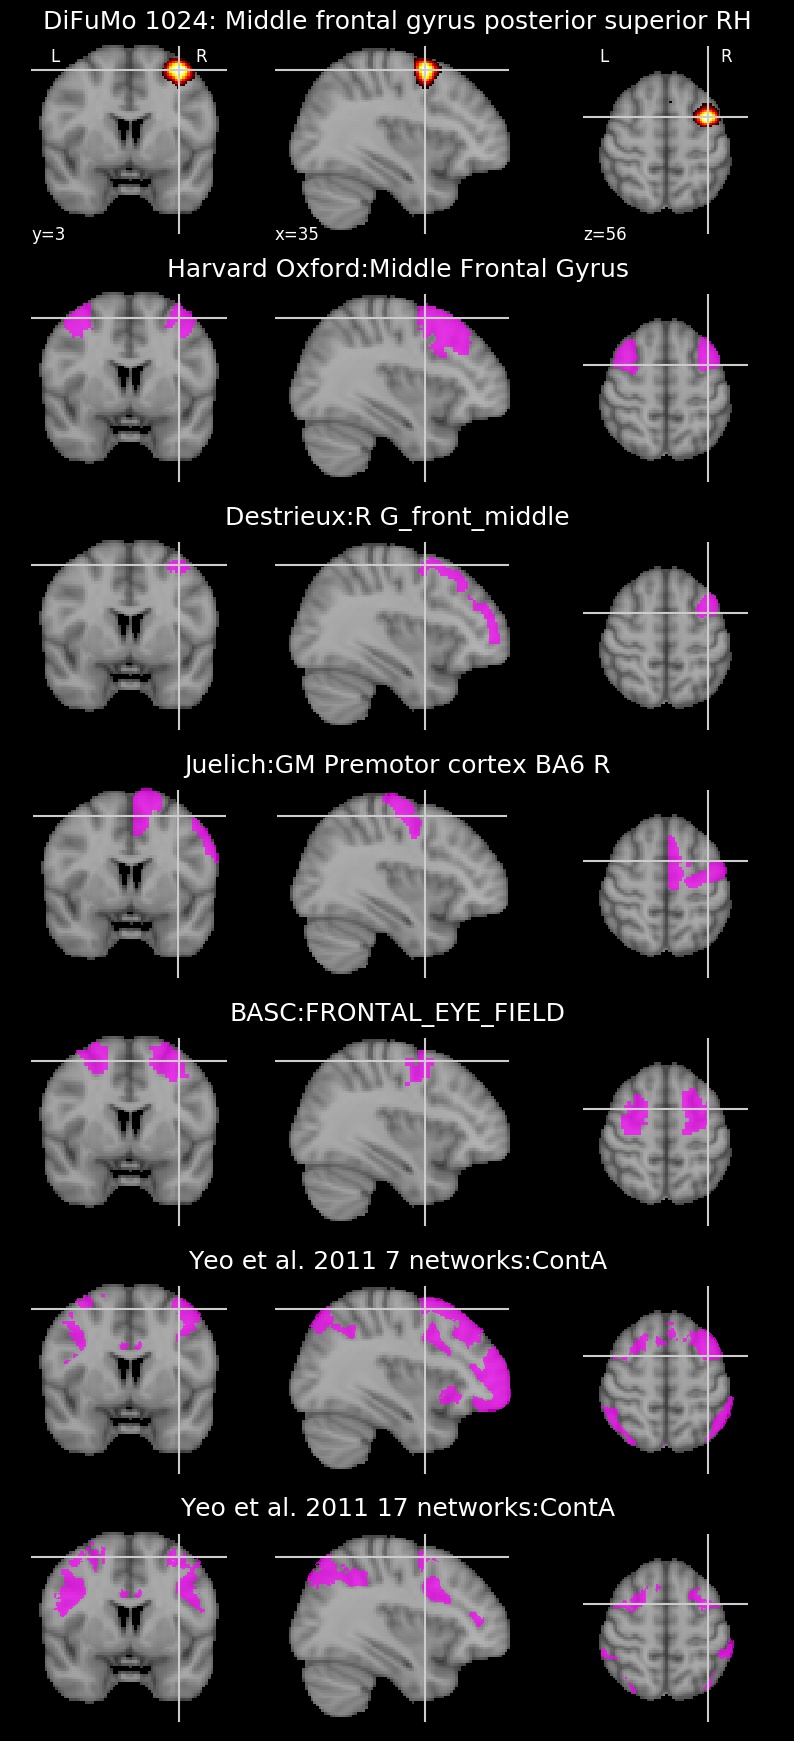 DiFuMo 1024: Middle frontal gyrus posterior superior RH
L R L R
y=3 x=35 z=56
Harvard Oxford:Middle Frontal Gyrus
Destrieux:R G_front_middle
Juelich:GM Premotor cortex BA6 R
BASC:FRONTAL_EYE_FIELD
Yeo et al. 2011 7 networks:ContA
Yeo et al. 2011 17 networks:ContA